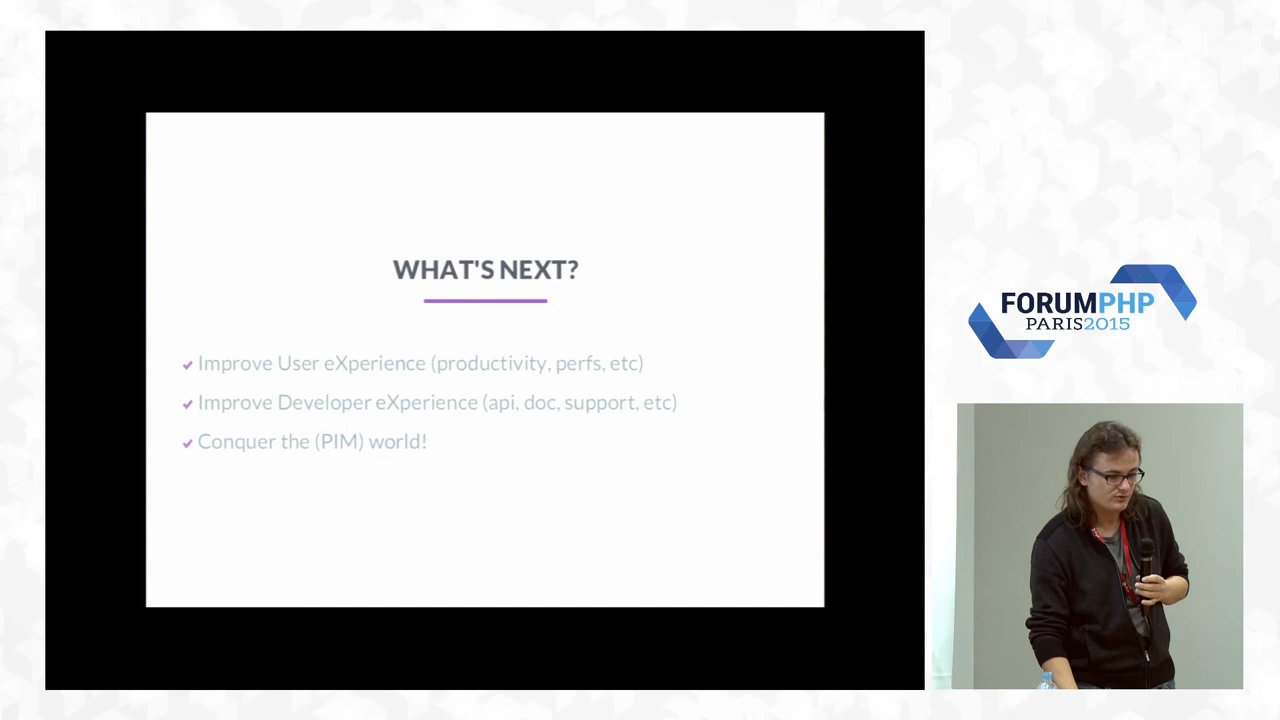 WHAT'S NEXT?
Improve User eXperience (productivity, perfs, etc)
Improve Developer eXperience (api, doc, support, etc)
Conquer the (PIM) world!
FORUMPHP
PARIS2015